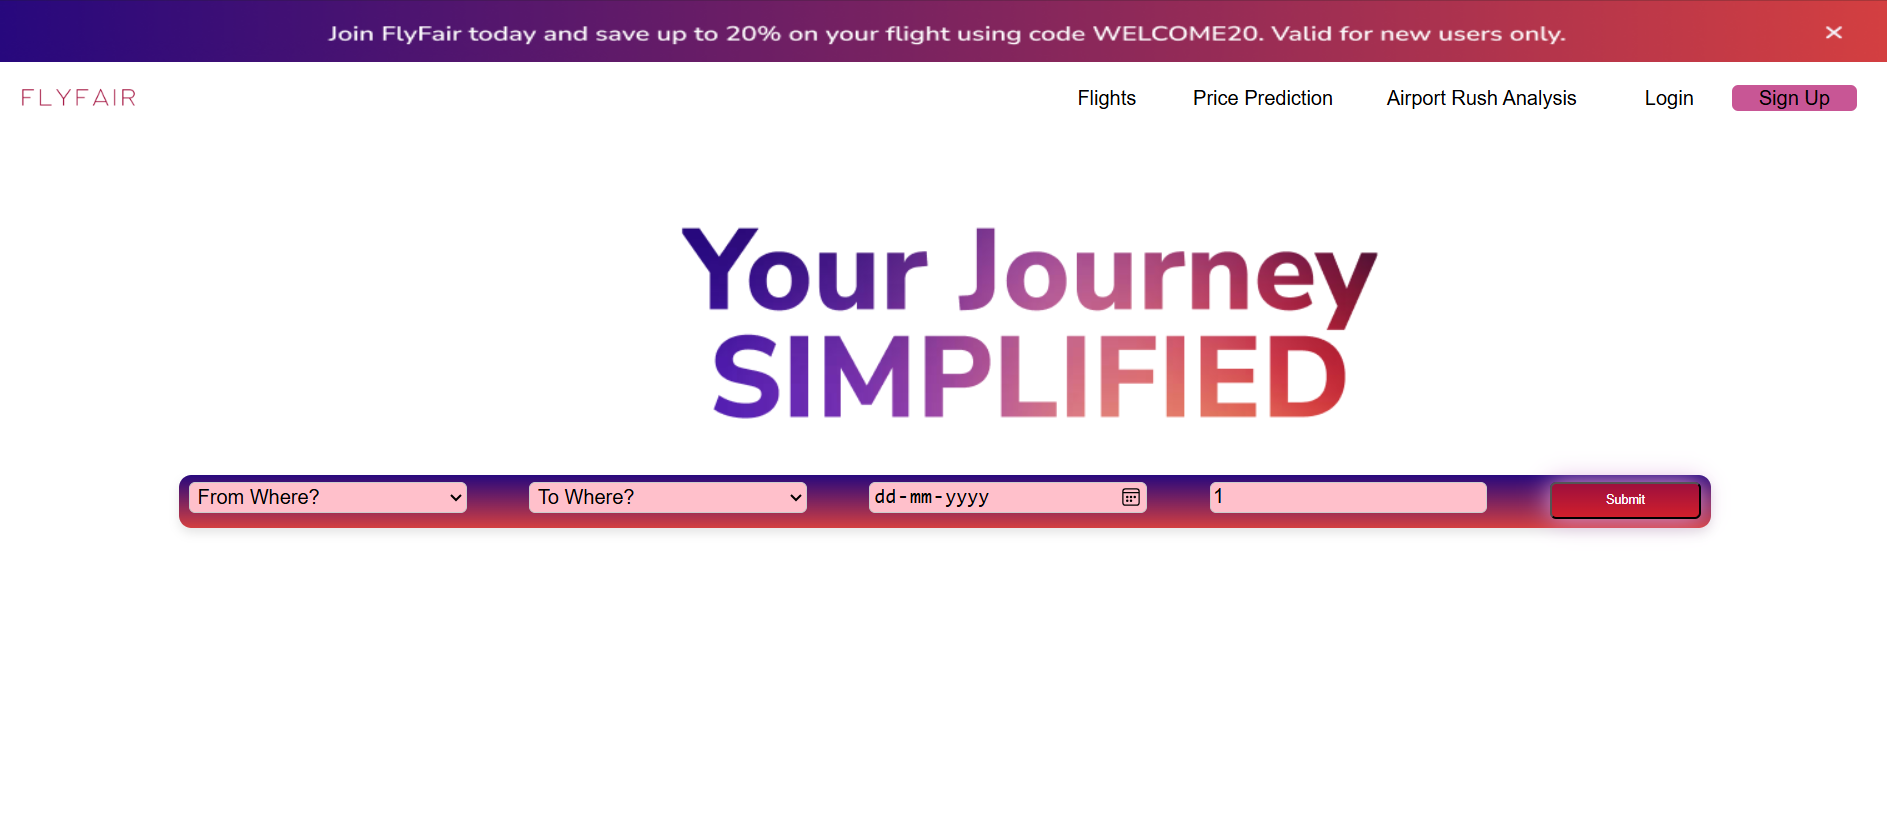 Join FlyFair today and save up to 20% on your flight using code WELCOME20. Valid for new users only. ×
FLYFAIR Flights Price Prediction Airport Rush Analysis Login Sign Up
Your Journey
SIMPLIFIED
From Where? To Where? dd-mm-yyyy 1 Submit